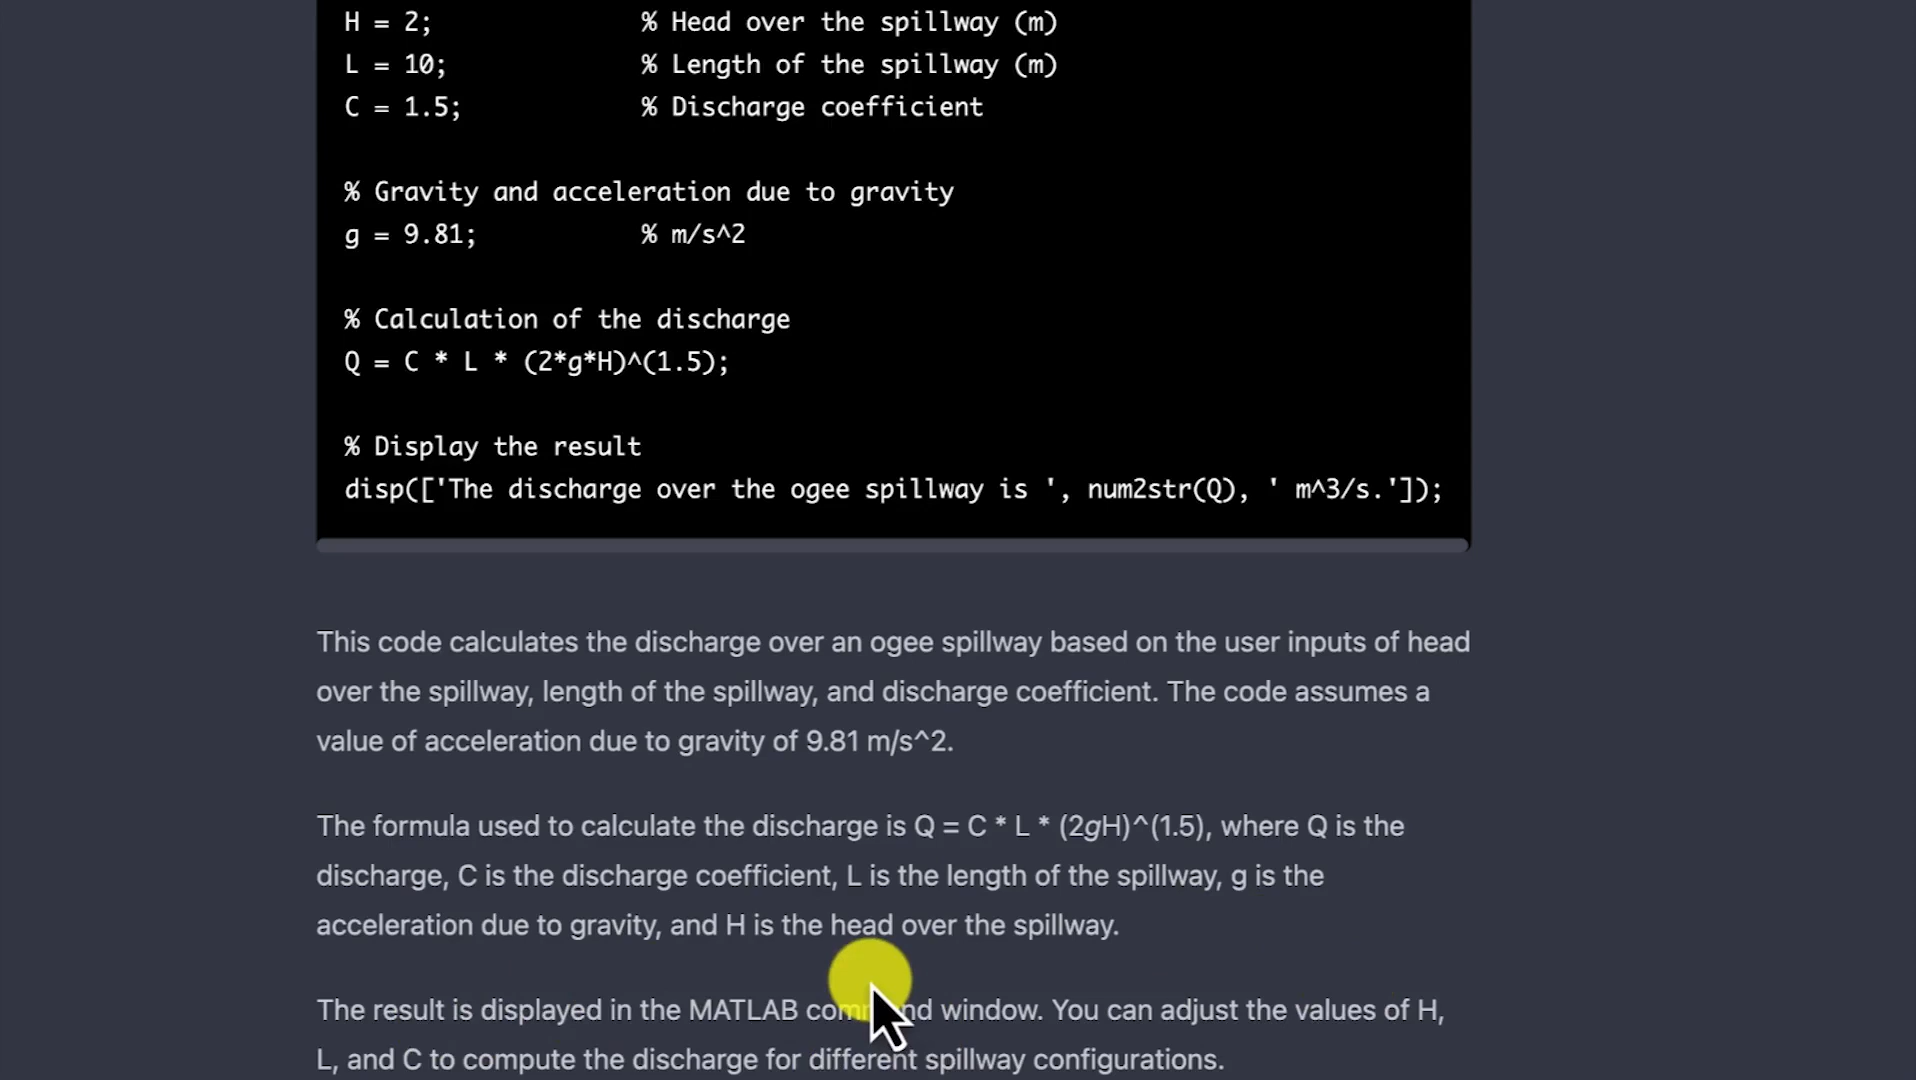 H = 2;              % Head over the spillway (m)
L = 10;             % Length of the spillway (m)
C = 1.5;            % Discharge coefficient
% Gravity and acceleration due to gravity
g = 9.81;           % m/s^2
% Calculation of the discharge
Q = C * L * (2*g*H)^(1.5);
% Display the result
disp(['The discharge over the ogee spillway is ', num2str(Q), ' m^3/s.']);
This code calculates the discharge over an ogee spillway based on the user inputs of head
over the spillway, length of the spillway, and discharge coefficient. The code assumes a
value of acceleration due to gravity of 9.81 m/s^2.
The formula used to calculate the discharge is Q = C * L * (2gH)^(1.5), where Q is the
discharge, C is the discharge coefficient, L is the length of the spillway, g is the
acceleration due to gravity, and H is the head over the spillway.
The result is displayed in the MATLAB command window. You can adjust the values of H,
L, and C to compute the discharge for different spillway configurations.